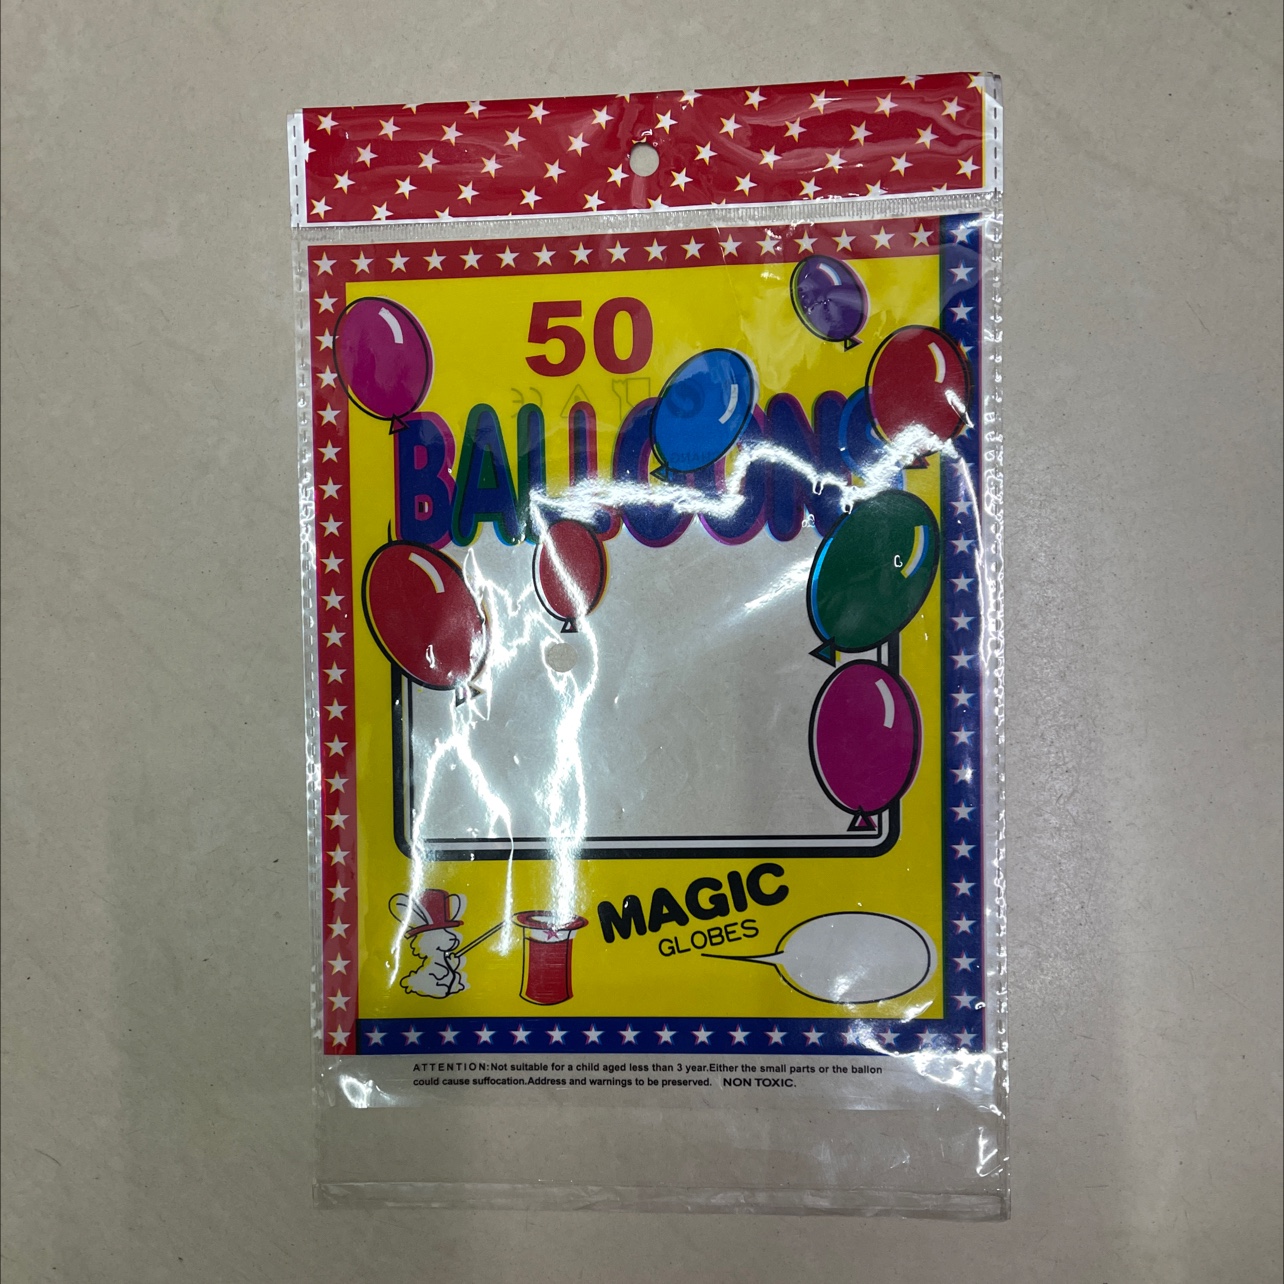 50
BALLOONS
MAGIC
GLOBES
ATTENTION:Not suitable for a child aged less than 3 year.Either the small parts or the ballon
could cause suffocation.Address and warnings to be preserved. NON TOXIC.